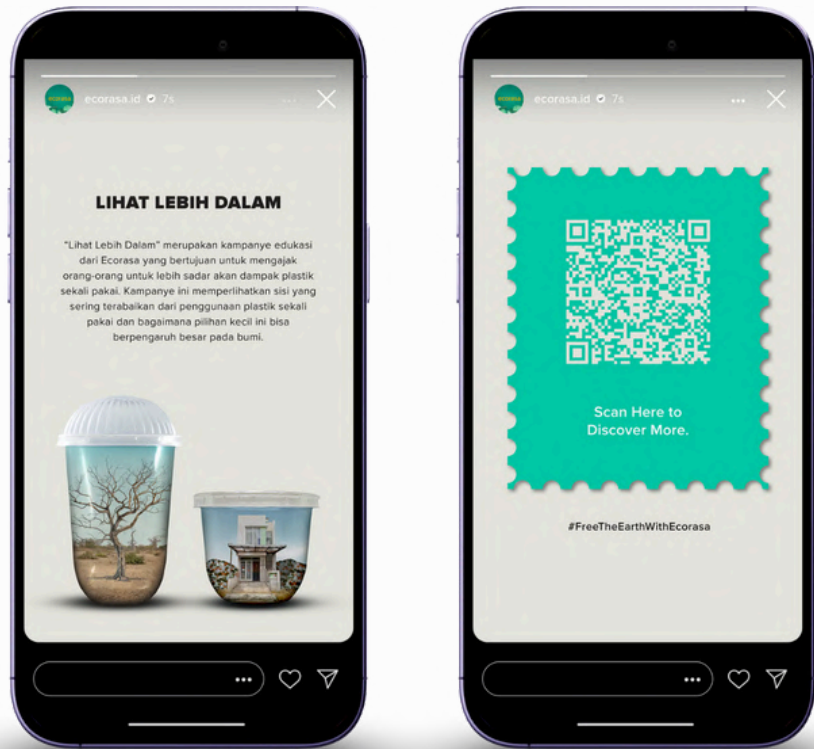 ecorasa
ecorasa.id 7s
LIHAT LEBIH DALAM
"Lihat Lebih Dalam" merupakan kampanye edukasi
dari Ecorasa yang bertujuan untuk mengajak
orang-orang untuk lebih sadar akan dampak plastik
sekali pakai. Kampanye ini memperlihatkan sisi yang
sering terabaikan dari penggunaan plastik sekali
pakai dan bagaimana pilihan kecil ini bisa
berpengaruh besar pada bumi.
ecorasa
ecorasa.id 7s
Scan Here to
Discover More.
#FreeTheEarthWithEcorasa